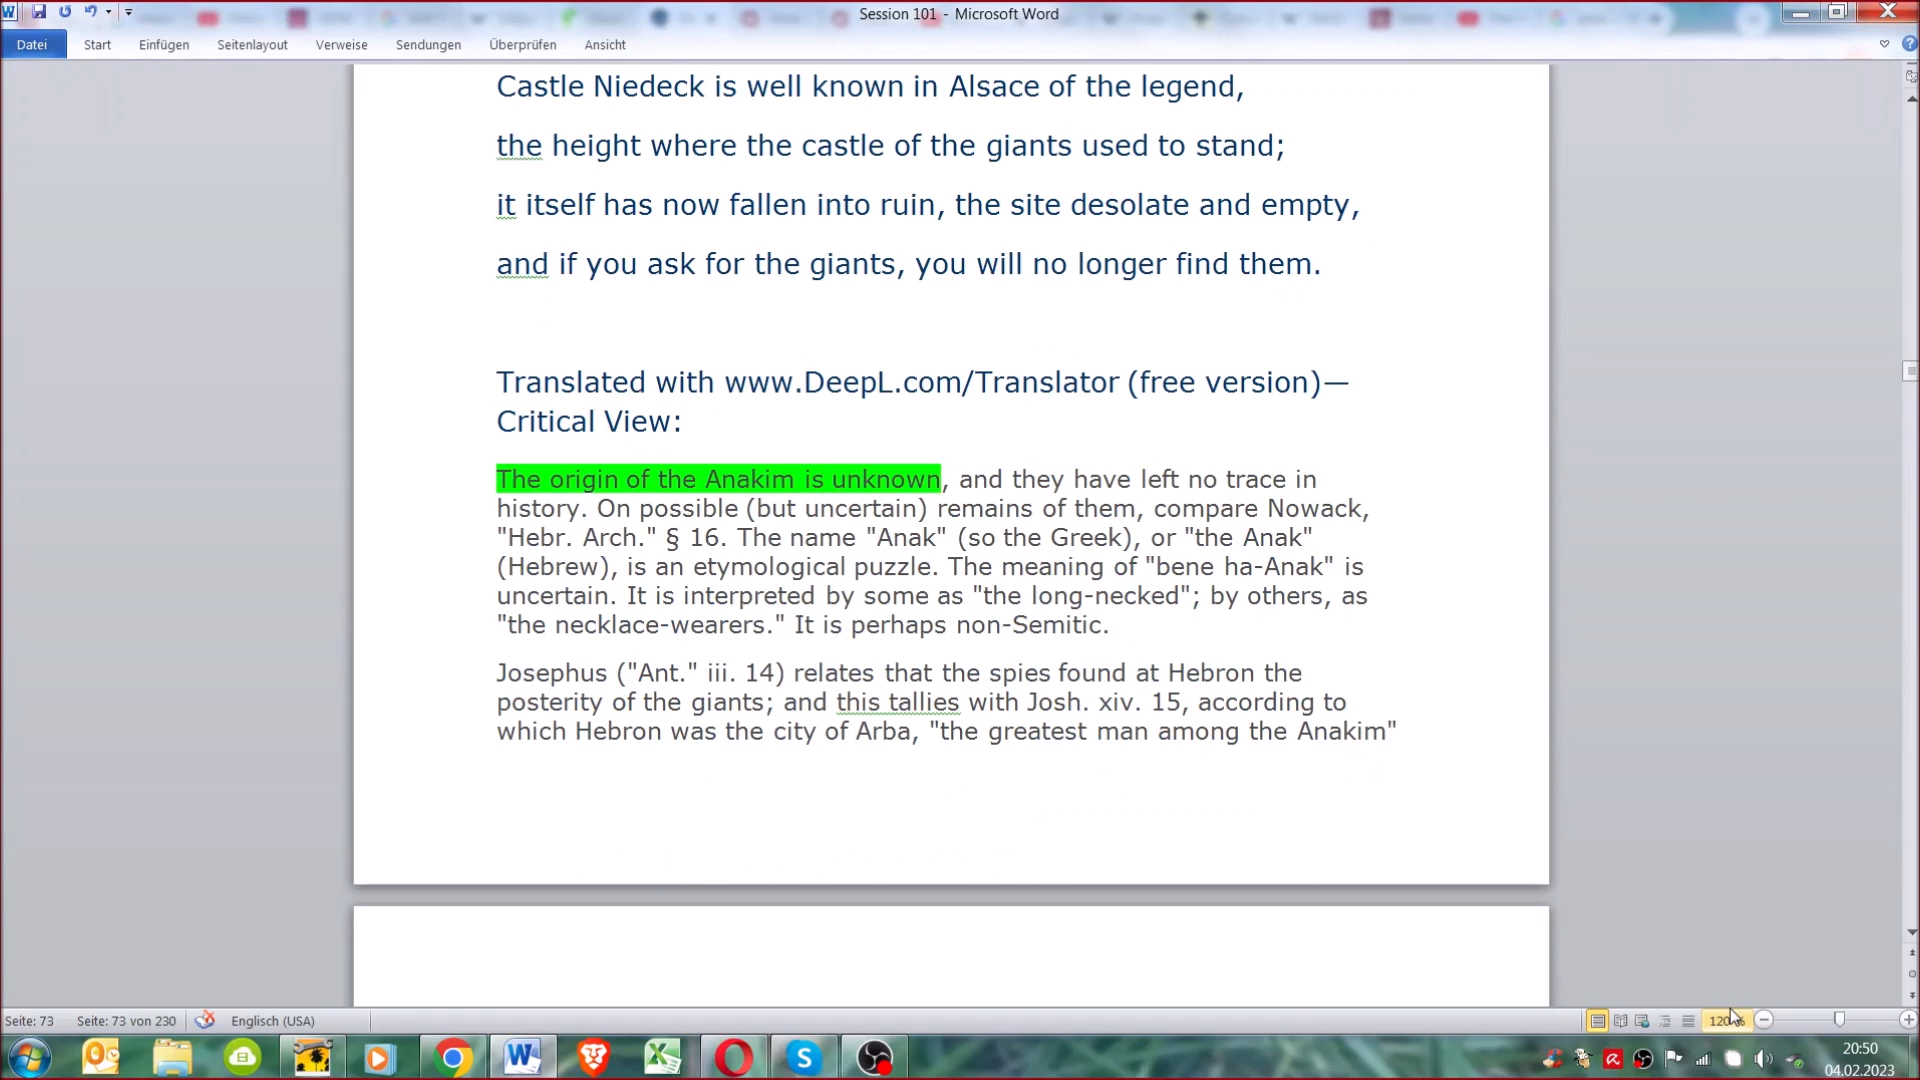 Session 101 - Microsoft Word
Datei Start Einfügen Seitenlayout Verweise Sendungen Überprüfen Ansicht
Castle Niedeck is well known in Alsace of the legend,
the height where the castle of the giants used to stand;
it itself has now fallen into ruin, the site desolate and empty,
and if you ask for the giants, you will no longer find them.
Translated with www.DeepL.com/Translator (free version)—
Critical View:
The origin of the Anakim is unknown, and they have left no trace in
history. On possible (but uncertain) remains of them, compare Nowack,
"Hebr. Arch." § 16. The name "Anak" (so the Greek), or "the Anak"
(Hebrew), is an etymological puzzle. The meaning of "bene ha-Anak" is
uncertain. It is interpreted by some as "the long-necked"; by others, as
"the necklace-wearers." It is perhaps non-Semitic.
Josephus ("Ant." iii. 14) relates that the spies found at Hebron the
posterity of the giants; and this tallies with Josh. xiv. 15, according to
which Hebron was the city of Arba, "the greatest man among the Anakim"
Seite: 73 Seite: 73 von 230 Englisch (USA) 120%
20:50
04.02.2023